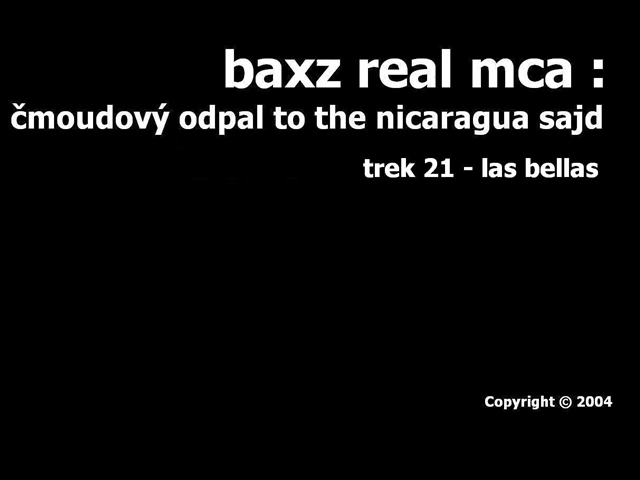 baxz real mca :
čmoudový odpal to the nicaragua sajd
trek 21 - las bellas
Copyright © 2004